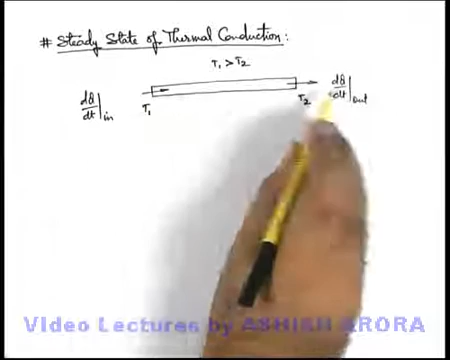 # Steady State of Thermal Conduction :
T₁ > T₂
dQ/dt|in T₁ T₂ dQ/dt|out
Video Lectures by ASHISH ARORA